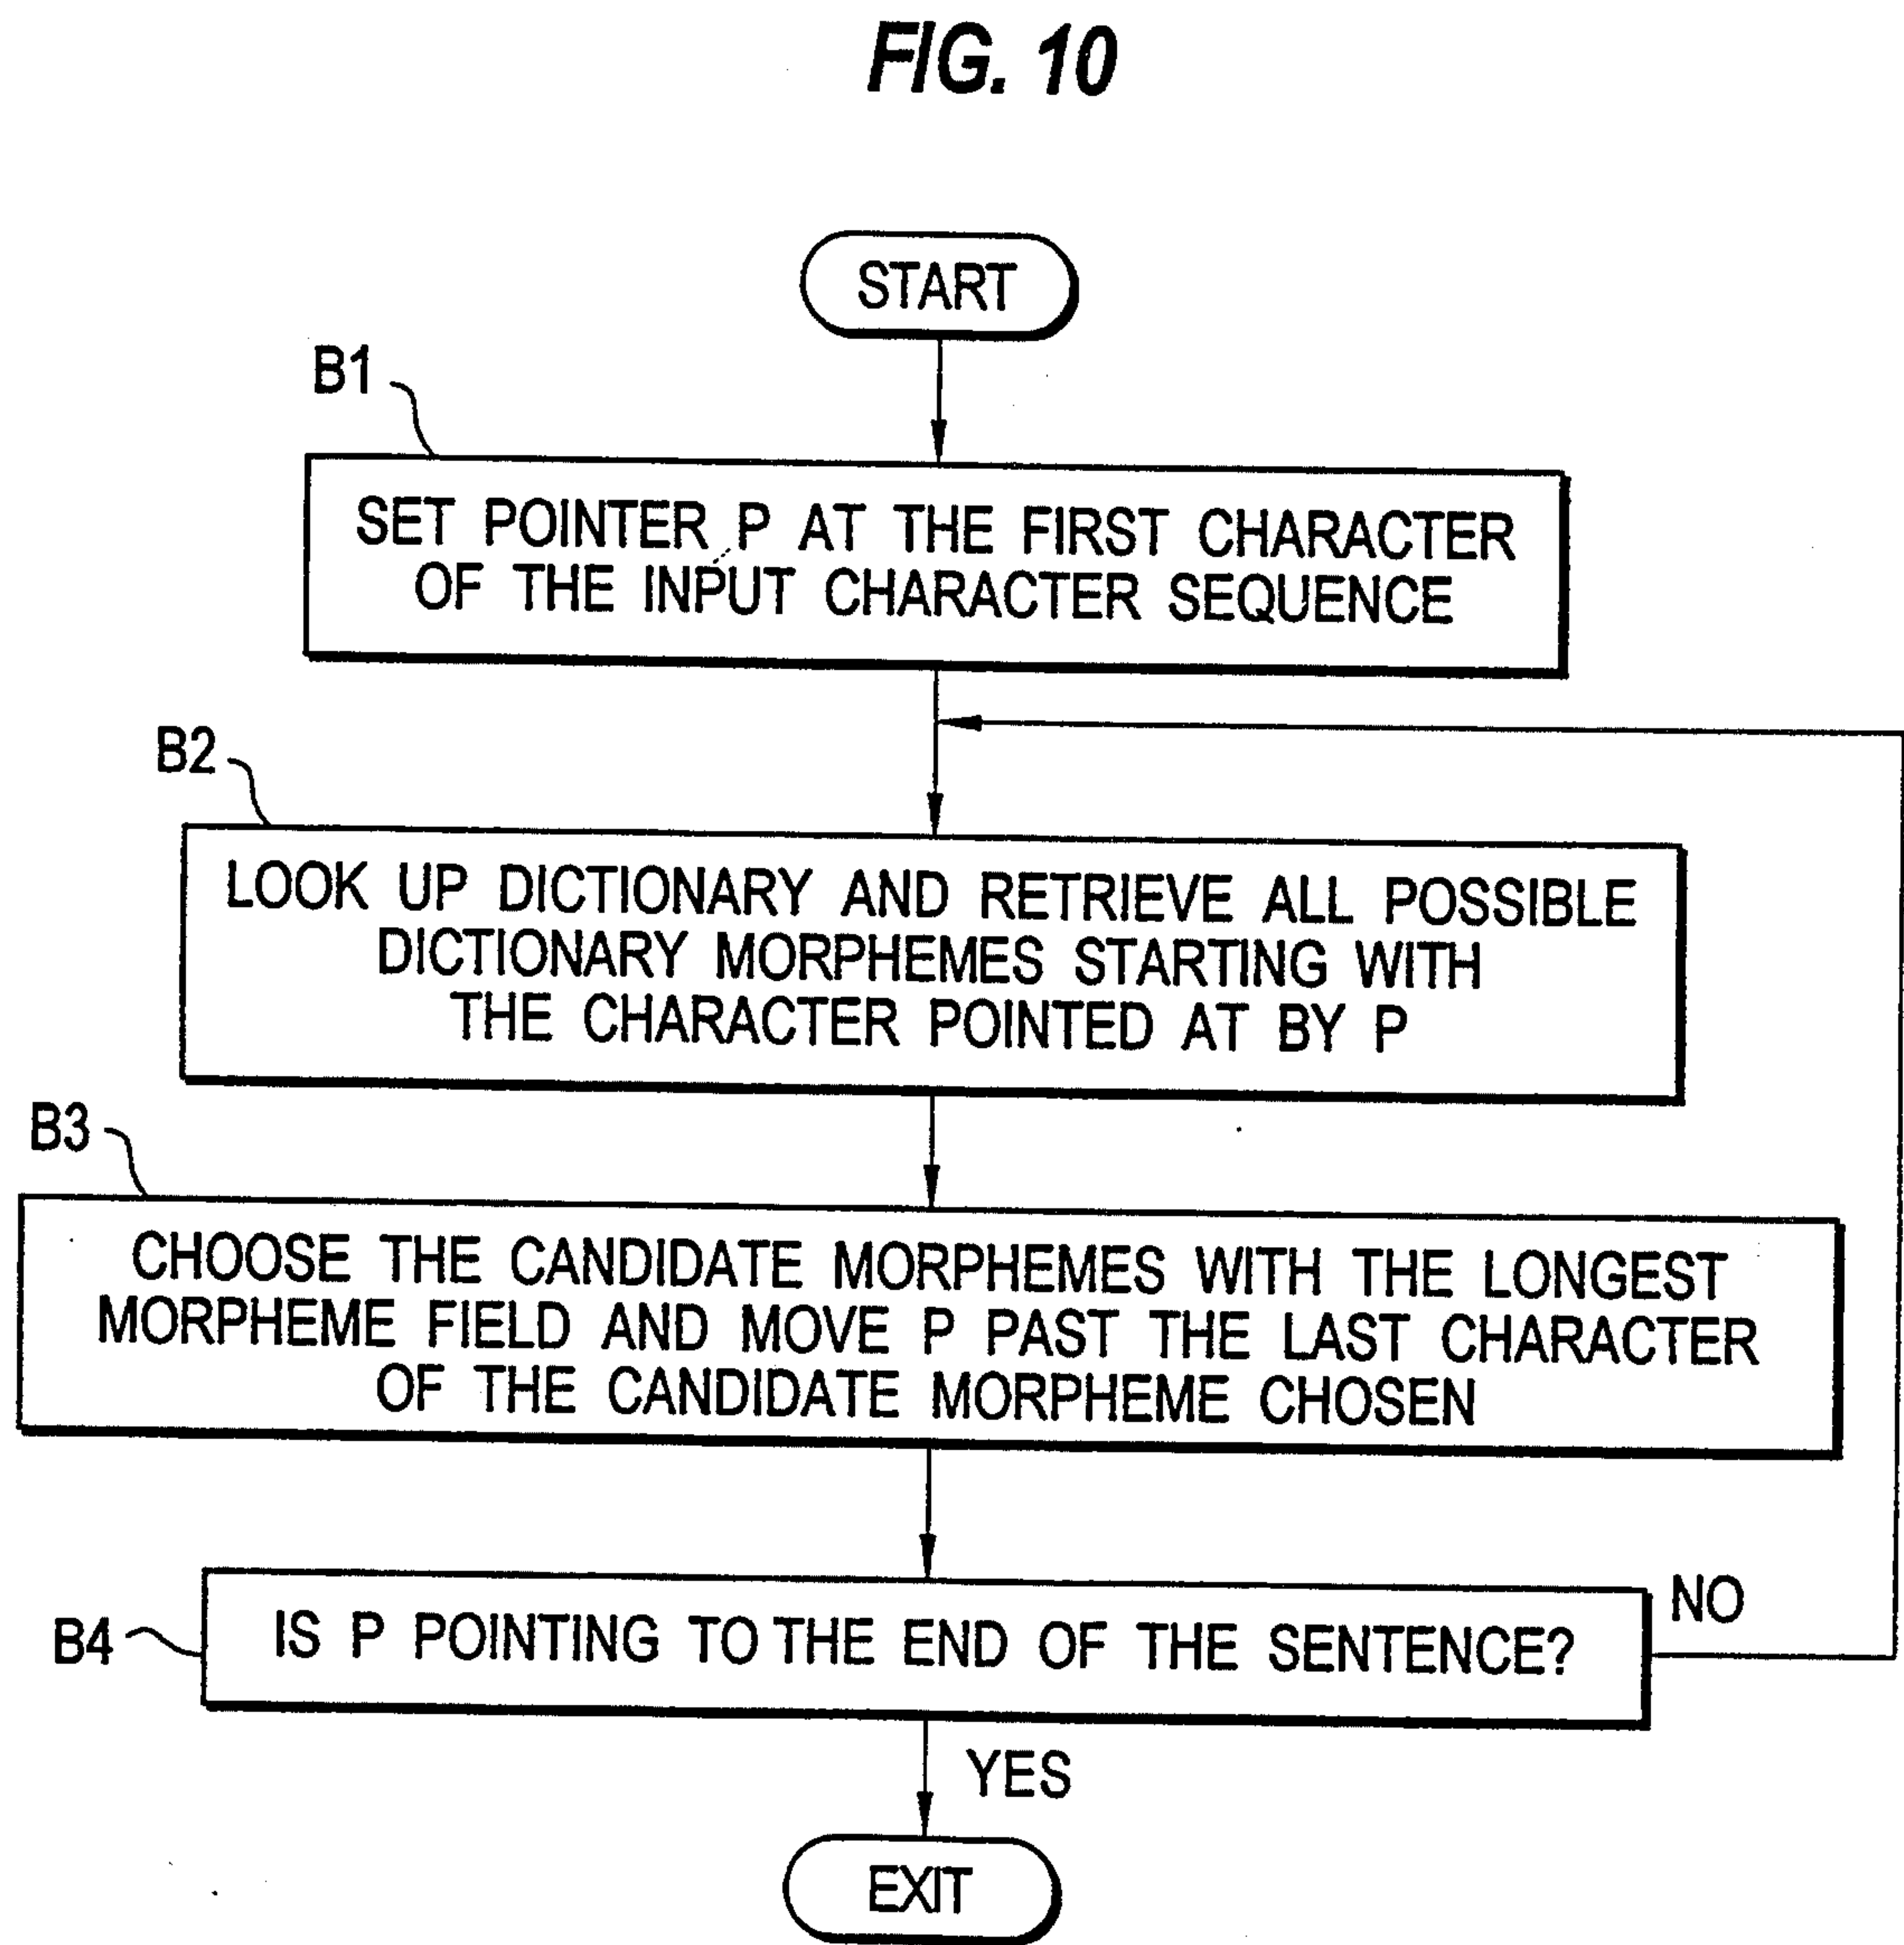 FIG. 10
START
B1
SET POINTER P AT THE FIRST CHARACTER
OF THE INPUT CHARACTER SEQUENCE
B2
LOOK UP DICTIONARY AND RETRIEVE ALL POSSIBLE
DICTIONARY MORPHEMES STARTING WITH
THE CHARACTER POINTED AT BY P
B3
CHOOSE THE CANDIDATE MORPHEMES WITH THE LONGEST
MORPHEME FIELD AND MOVE P PAST THE LAST CHARACTER
OF THE CANDIDATE MORPHEME CHOSEN
B4
IS P POINTING TO THE END OF THE SENTENCE?
NO
YES
EXIT